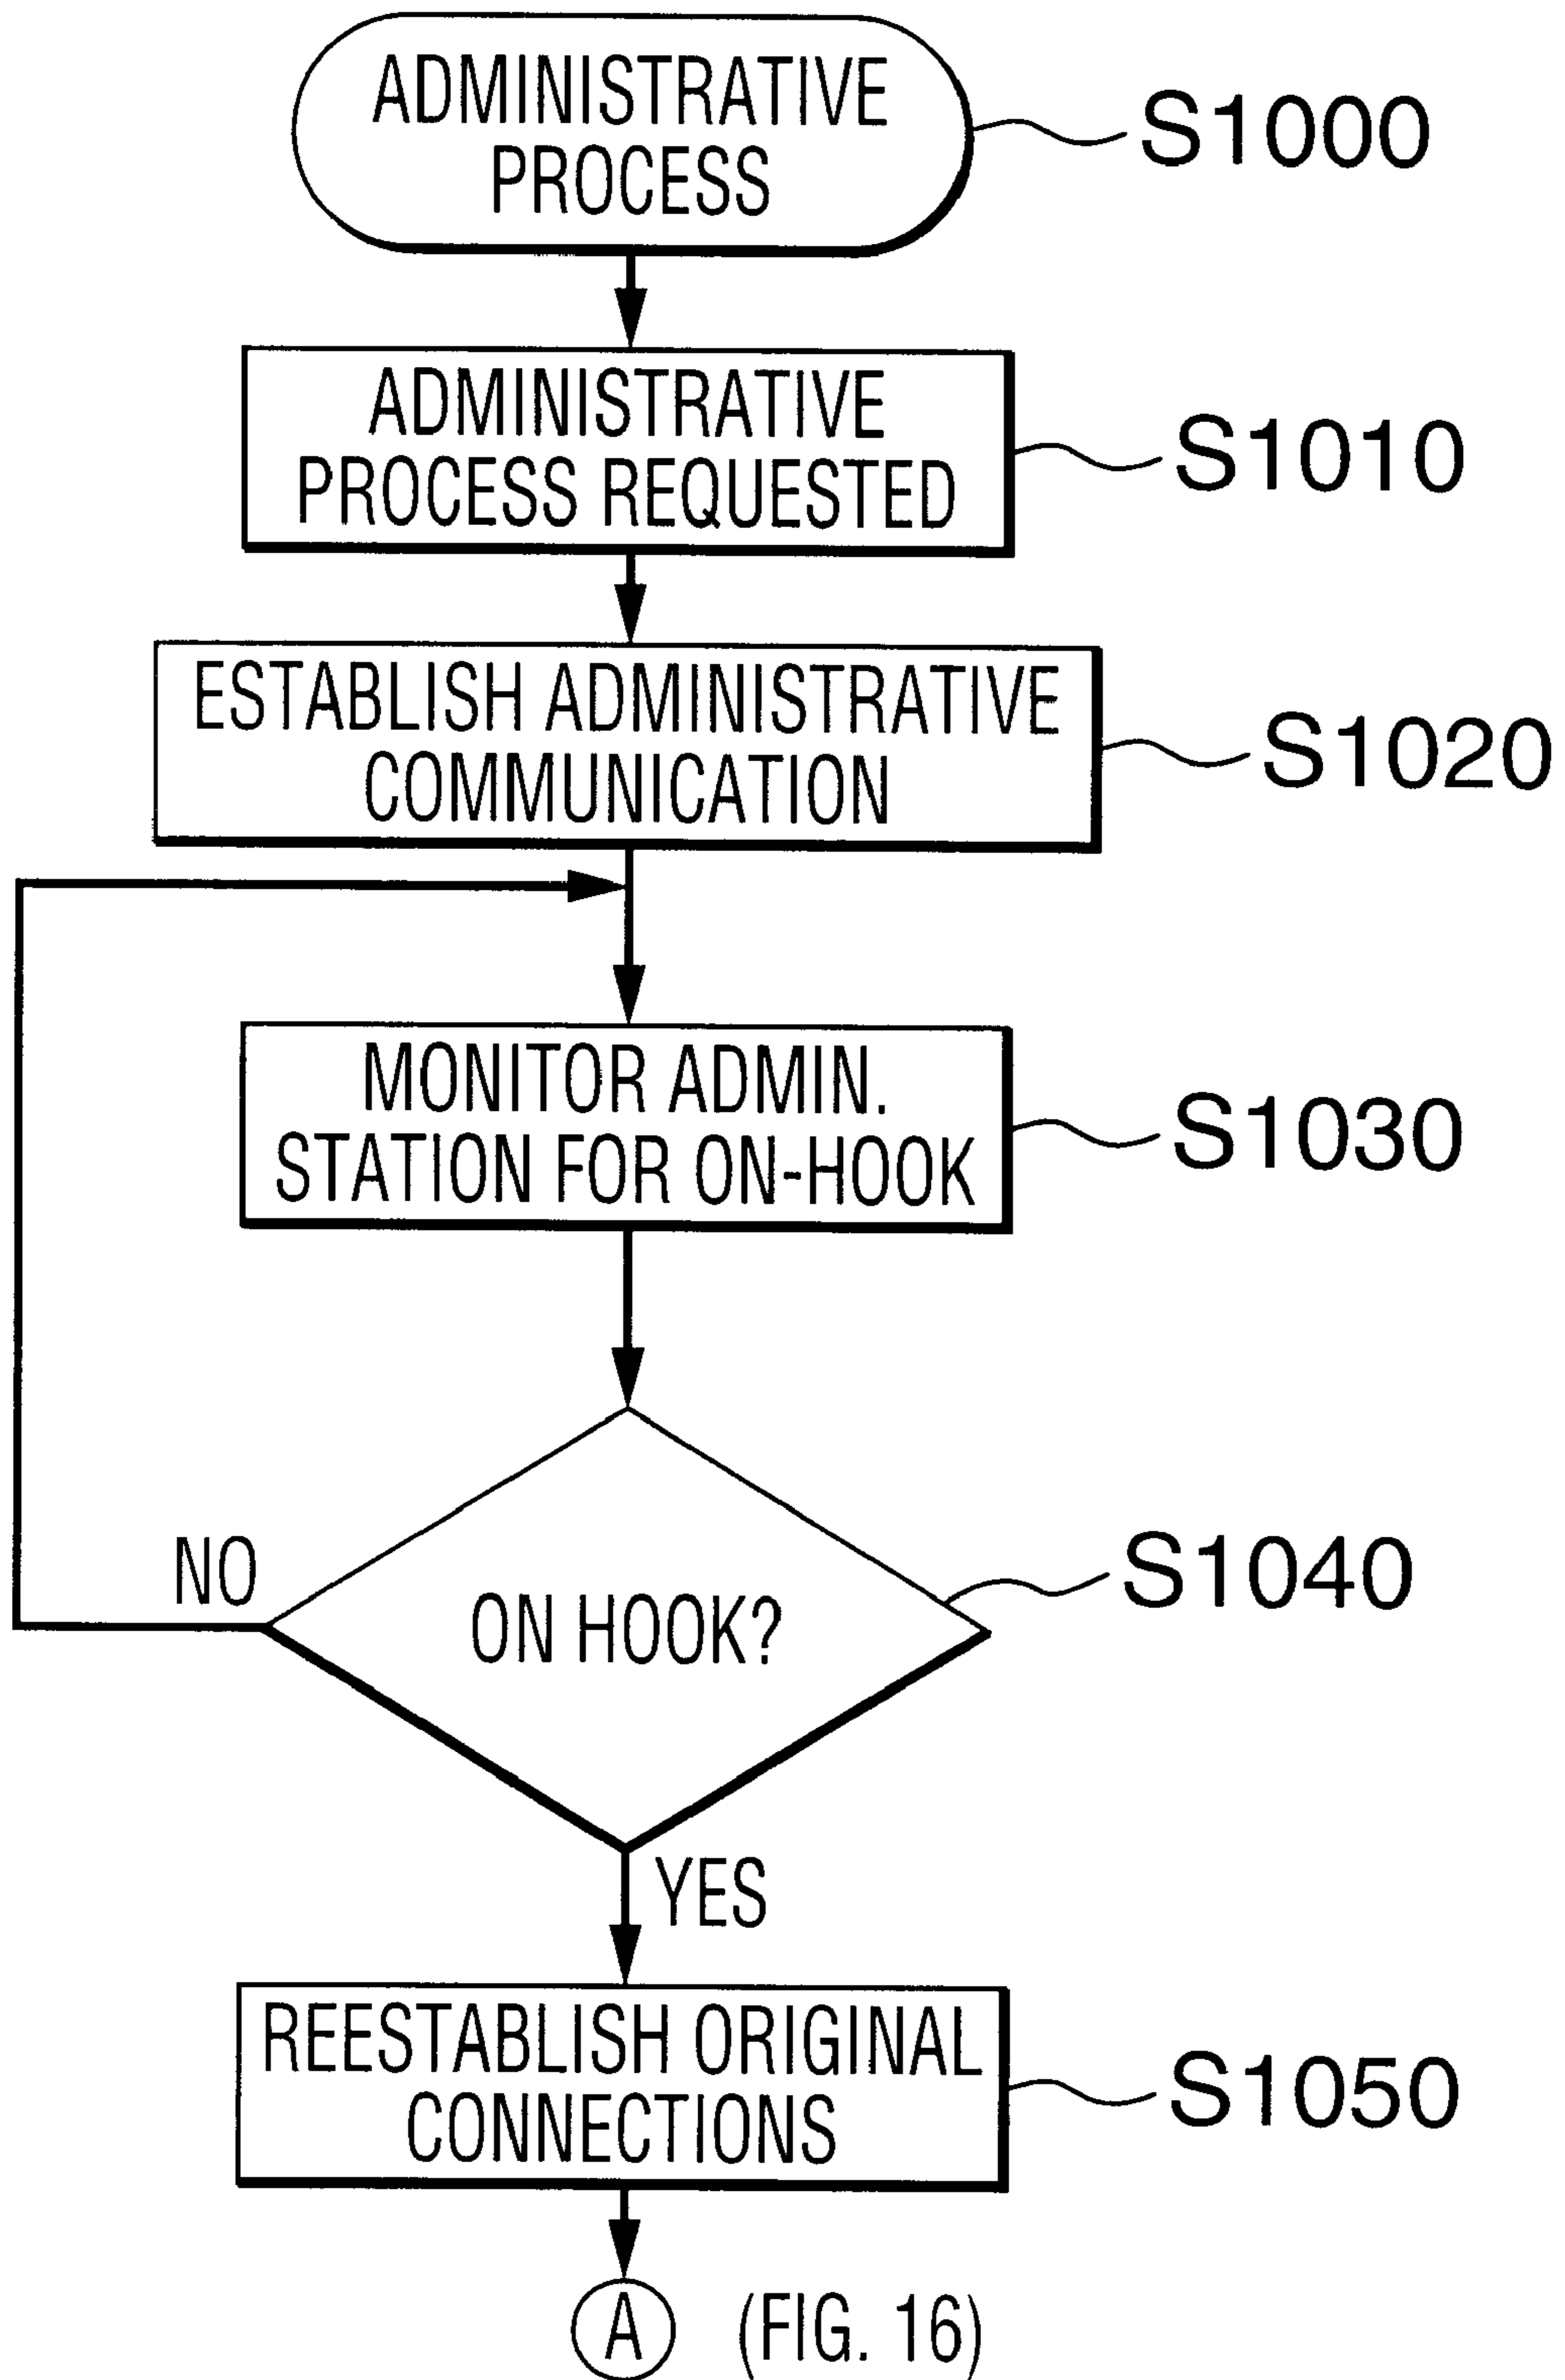 ADMINISTRATIVE
PROCESS
S1000
ADMINISTRATIVE
PROCESS REQUESTED
S1010
ESTABLISH ADMINISTRATIVE
COMMUNICATION
S1020
MONITOR ADMIN.
STATION FOR ON-HOOK
S1030
NO
ON HOOK?
S1040
YES
REESTABLISH ORIGINAL
CONNECTIONS
S1050
A (FIG. 16)